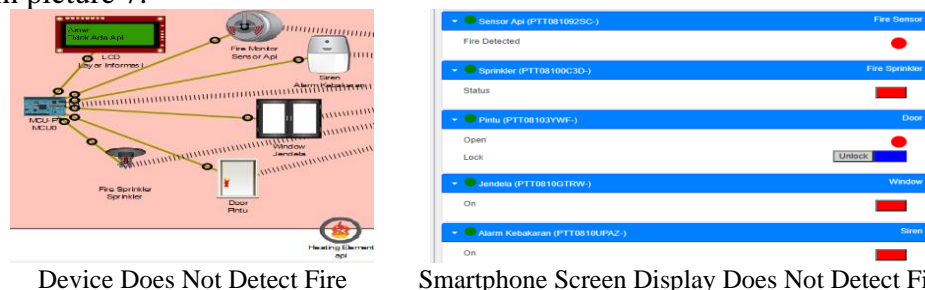 in picture 7.
Aman
Tidak Ada Api
LCD
Layar Informasi
Fire Monitor
Sensor Api
Siren
Alarm Kebakaran
MCU-P
MCU0
Window
Jendela
Fire Sprinkler
Sprinkler
Door
Pintu
Heating Element
api
Device Does Not Detect Fire
Sensor Api (PTT081092SC-) Fire Sensor
Fire Detected
Sprinkler (PTT08100C3D-) Fire Sprinkler
Status
Pintu (PTT08103YWF-) Door
Open
Lock Unlock
Jendela (PTT0810GTRW-) Window
On
Alarm Kebakaran (PTT0810UPAZ-) Siren
On
Smartphone Screen Display Does Not Detect Fi